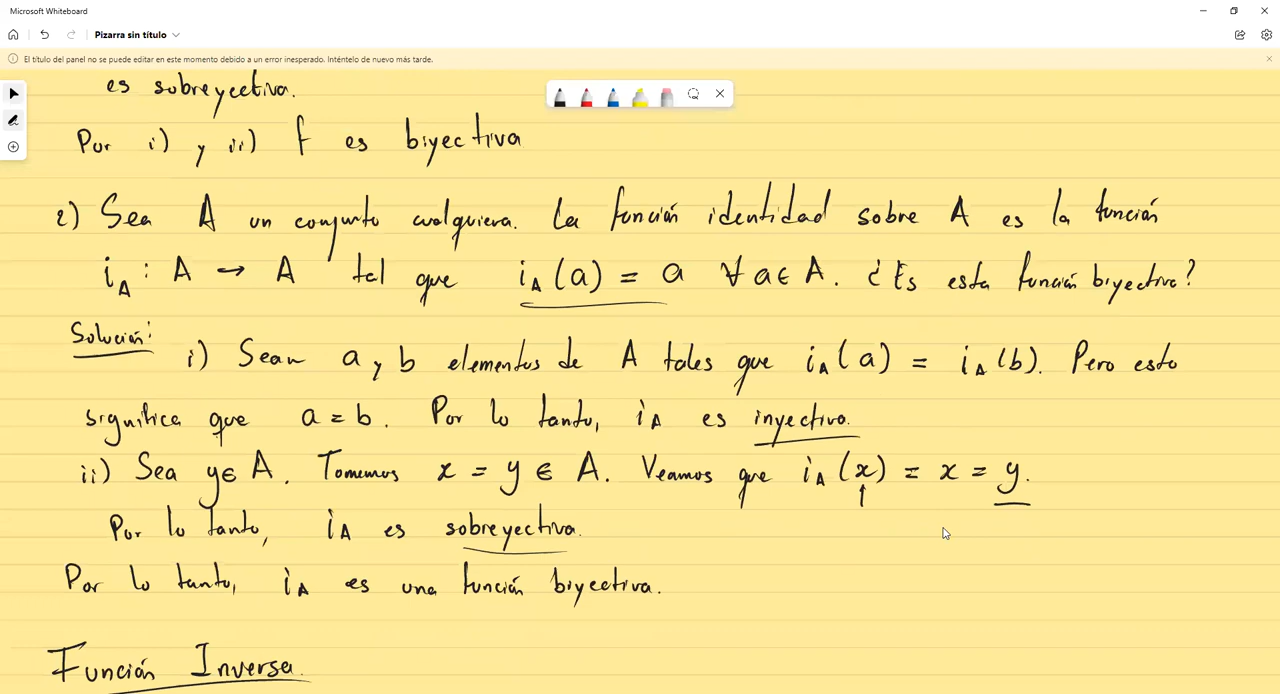 Microsoft Whiteboard
Pizarra sin título
El título del panel no se puede editar en este momento debido a un error inesperado. Inténtelo de nuevo más tarde.
es sobreyectiva.
Por i) y ii) f es biyectiva
2) Sea A un conjunto cualquiera. La función identidad sobre A es la función
i_A : A → A tal que i_A(a) = a ∀ a ∈ A. ¿Es esta función biyectiva?
Solución:
i) Sean a y b elementos de A tales que i_A(a) = i_A(b). Pero esto
significa que a = b. Por lo tanto, i_A es inyectiva.
ii) Sea y ∈ A. Tomemos x = y ∈ A. Veamos que i_A(x) = x = y.
Por lo tanto, i_A es sobreyectiva.
Por lo tanto, i_A es una función biyectiva.
Función Inversa.